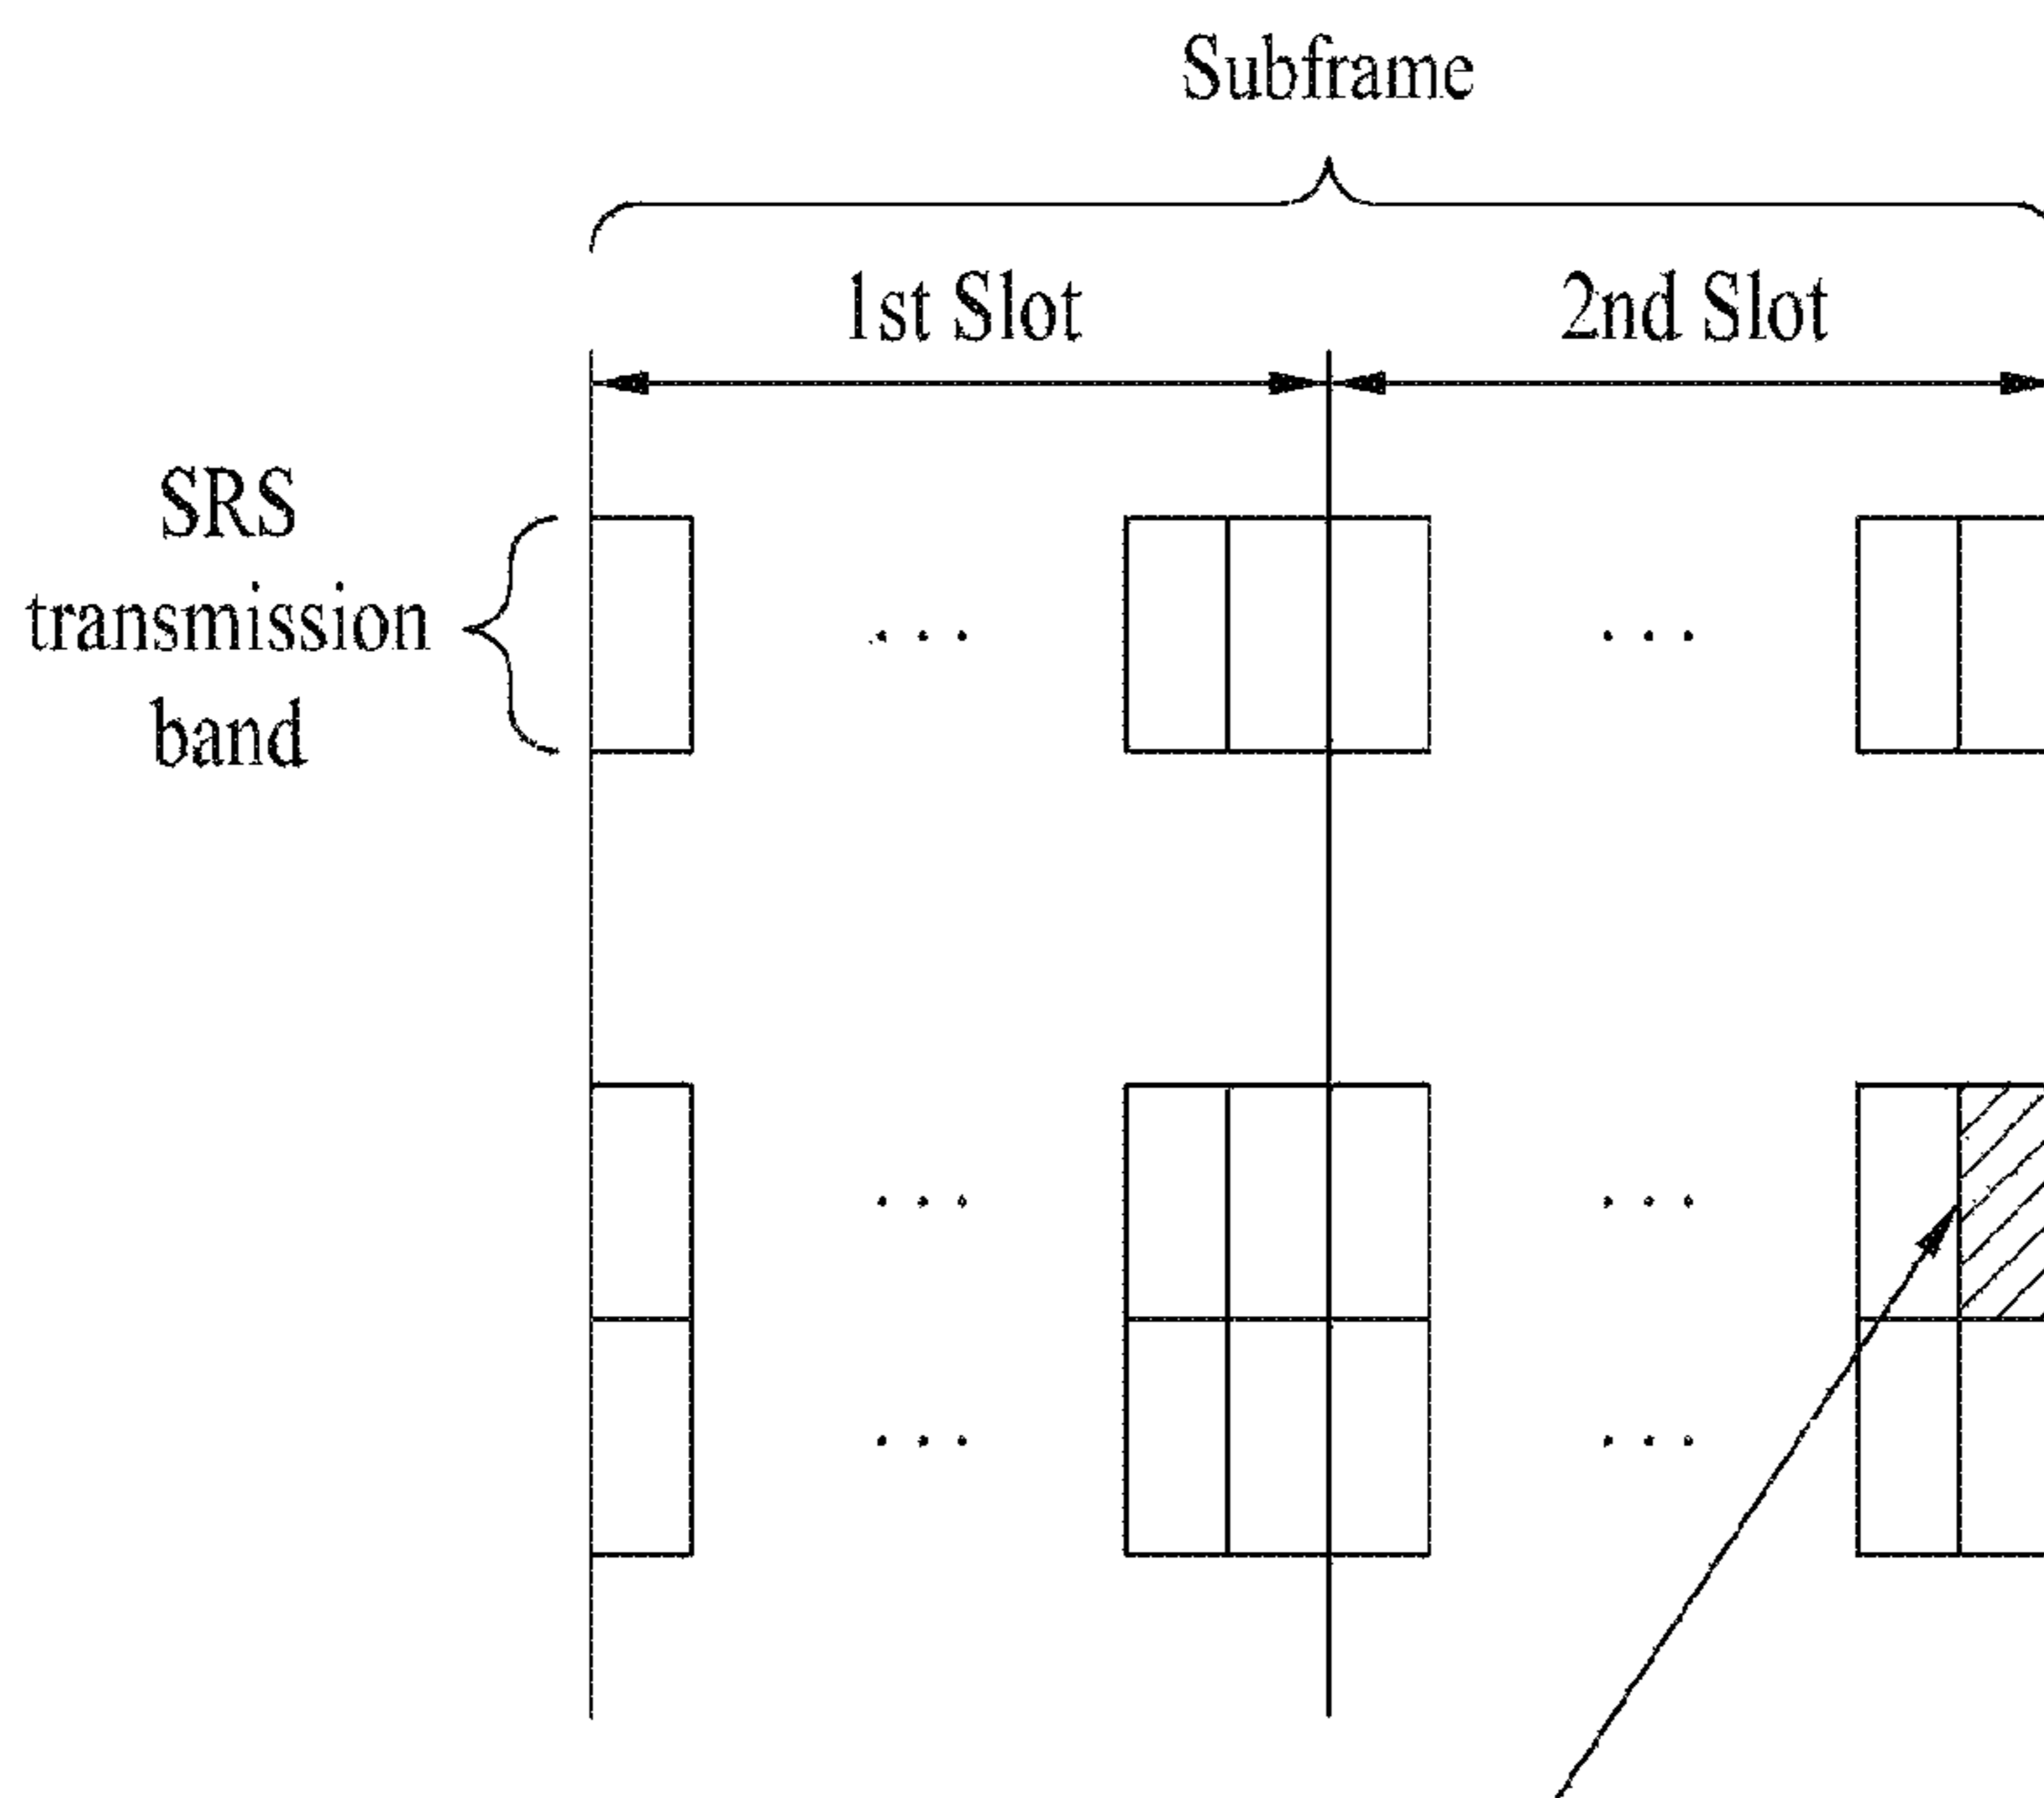 Subframe
1st Slot
2nd Slot
SRS
transmission
band
. . .
. . .
. . .
. . .
. . .
. . .